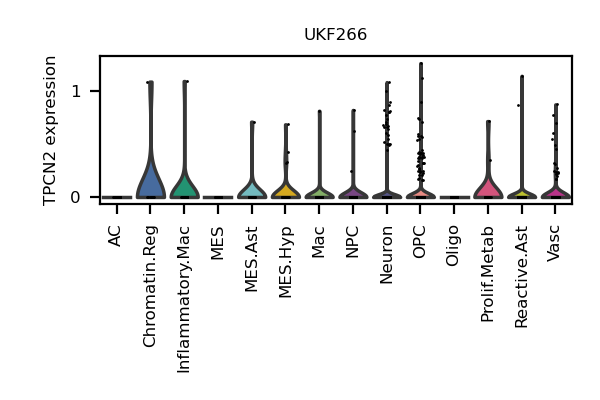 UKF266
TPCN2 expression
1
0
AC
Chromatin.Reg
Inflammatory.Mac
MES
MES.Ast
MES.Hyp
Mac
NPC
Neuron
OPC
Oligo
Prolif.Metab
Reactive.Ast
Vasc